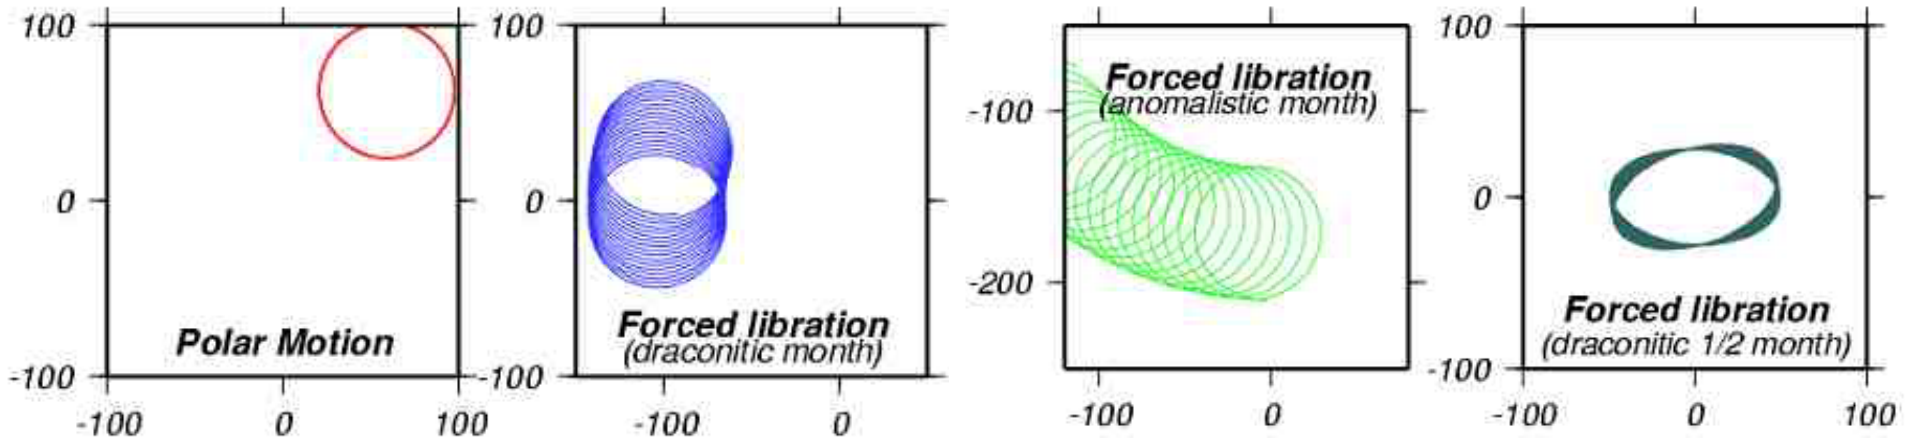 100
0
-100
-100 0 100
Polar Motion
100
0
-100
-100 0
Forced libration
(draconitic month)
-100
-200
-100 0
Forced libration
(anomalistic month)
100
0
-100
-100 0 100
Forced libration
(draconitic 1/2 month)